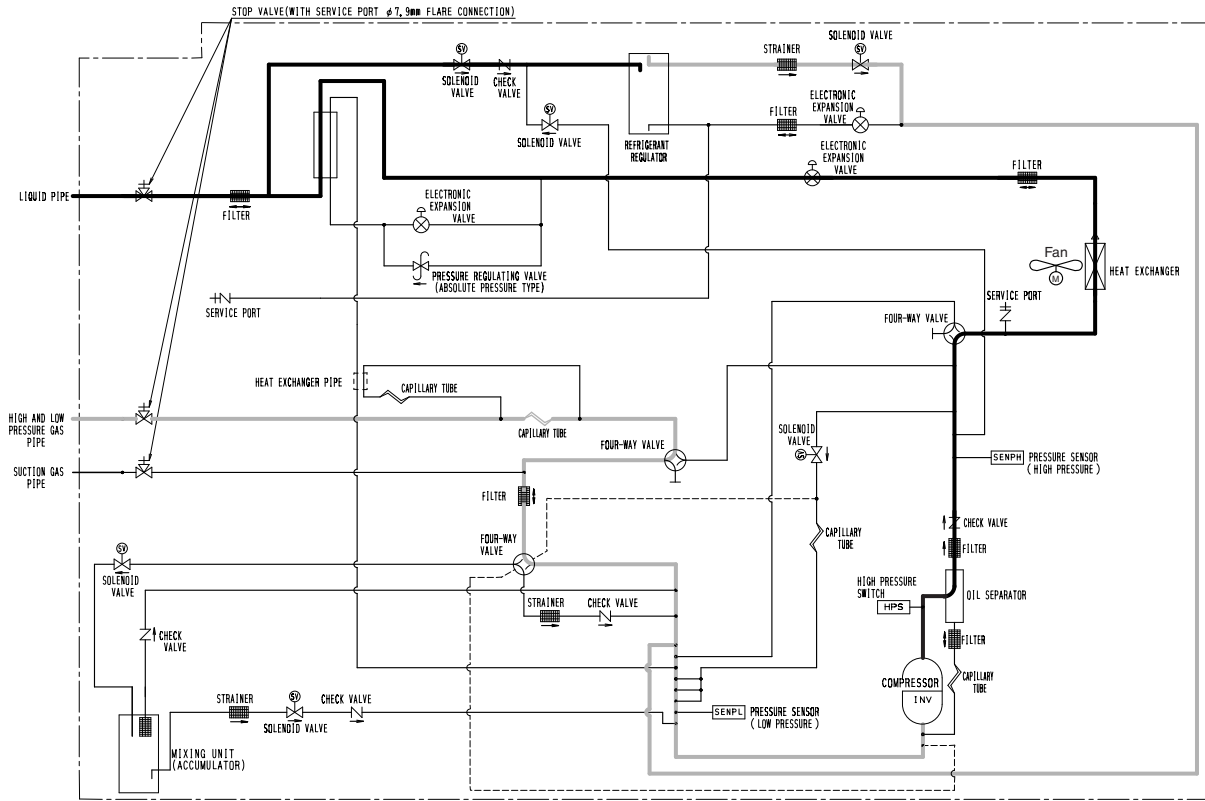 STOP VALVE(WITH SERVICE PORT φ7.9mm FLARE CONNECTION)
SV
SOLENOID
VALVE
CHECK
VALVE
SV
SOLENOID VALVE
REFRIGERANT
REGULATOR
STRAINER
SOLENOID VALVE
SV
FILTER
ELECTRONIC
EXPANSION
VALVE
ELECTRONIC
EXPANSION
VALVE
FILTER
LIQUID PIPE
FILTER
ELECTRONIC
EXPANSION
VALVE
PRESSURE REGULATING VALVE
(ABSOLUTE PRESSURE TYPE)
SERVICE PORT
Fan
M
HEAT EXCHANGER
SERVICE PORT
FOUR-WAY VALVE
HEAT EXCHANGER PIPE
CAPILLARY TUBE
HIGH AND LOW
PRESSURE GAS
PIPE
CAPILLARY TUBE
FOUR-WAY VALVE
SOLENOID
VALVE
SV
SENPH
PRESSURE SENSOR
(HIGH PRESSURE)
SUCTION GAS
PIPE
FILTER
FOUR-WAY
VALVE
CAPILLARY
TUBE
CHECK VALVE
FILTER
SV
SOLENOID
VALVE
HIGH PRESSURE
SWITCH
HPS
OIL SEPARATOR
STRAINER
CHECK VALVE
CHECK
VALVE
FILTER
COMPRESSOR
INV
CAPILLARY
TUBE
STRAINER
SV
SOLENOID VALVE
CHECK VALVE
SENPL
PRESSURE SENSOR
(LOW PRESSURE)
MIXING UNIT
(ACCUMULATOR)